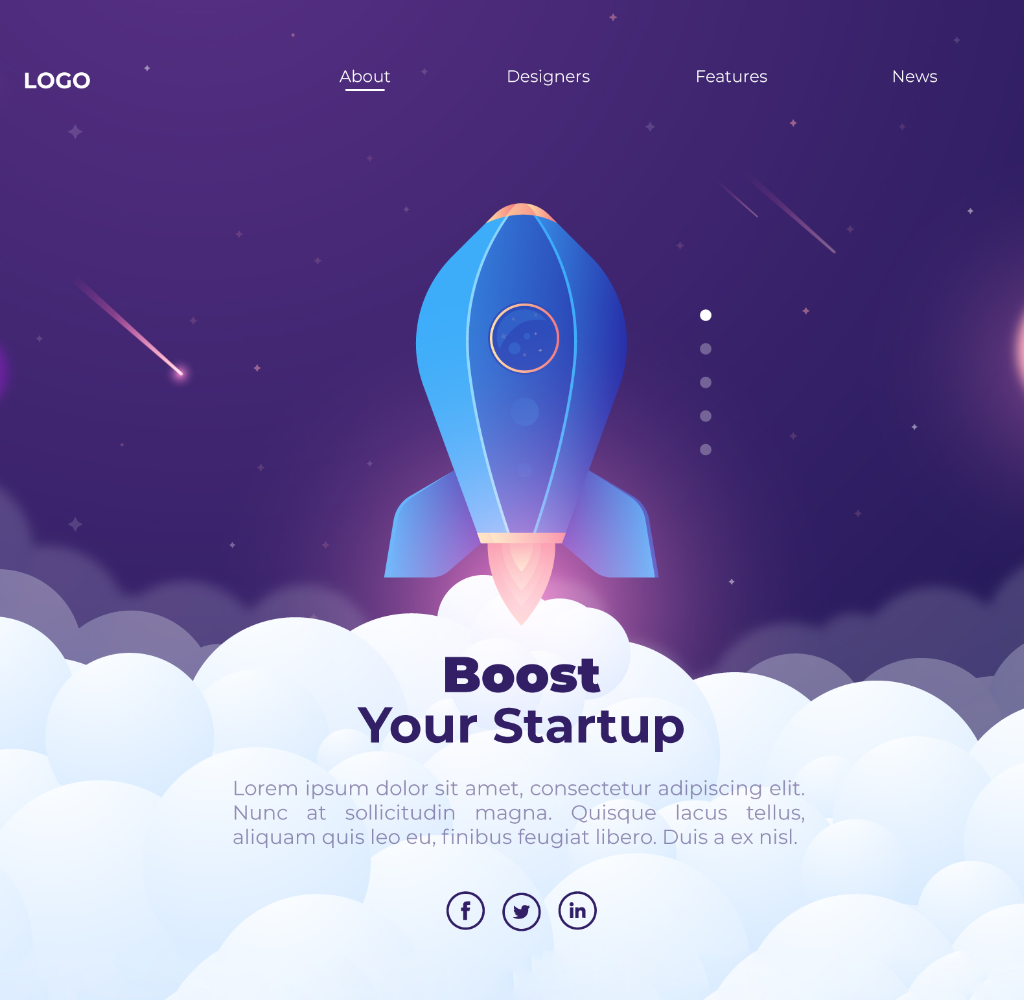 LOGO About Designers Features News
Boost
Your Startup
Lorem ipsum dolor sit amet, consectetur adipiscing elit.
Nunc at sollicitudin magna. Quisque lacus tellus,
aliquam quis leo eu, finibus feugiat libero. Duis a ex nisl.
f in